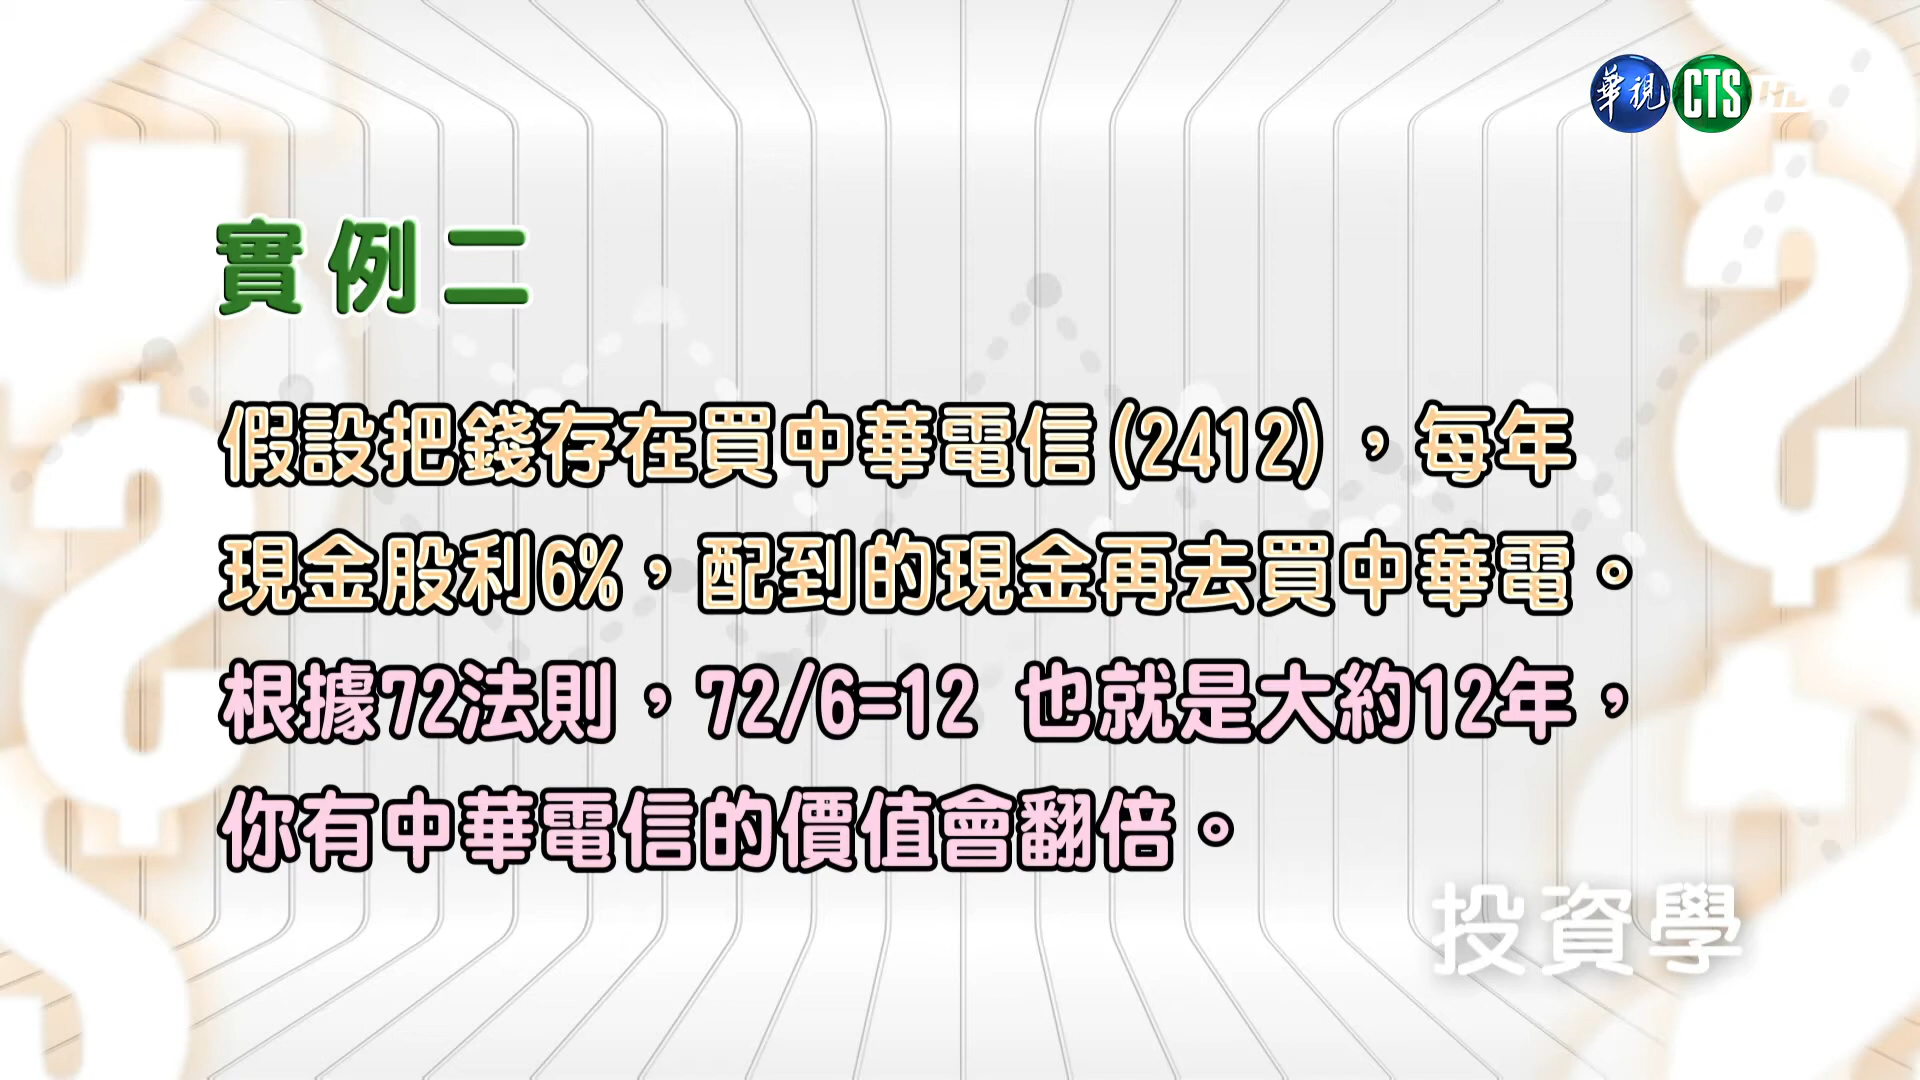 華視 CTS
實例二
假設把錢存在買中華電信(2412)，每年
現金股利6%，配到的現金再去買中華電。
根據72法則，72/6=12 也就是大約12年，
你有中華電信的價值會翻倍。
投資學